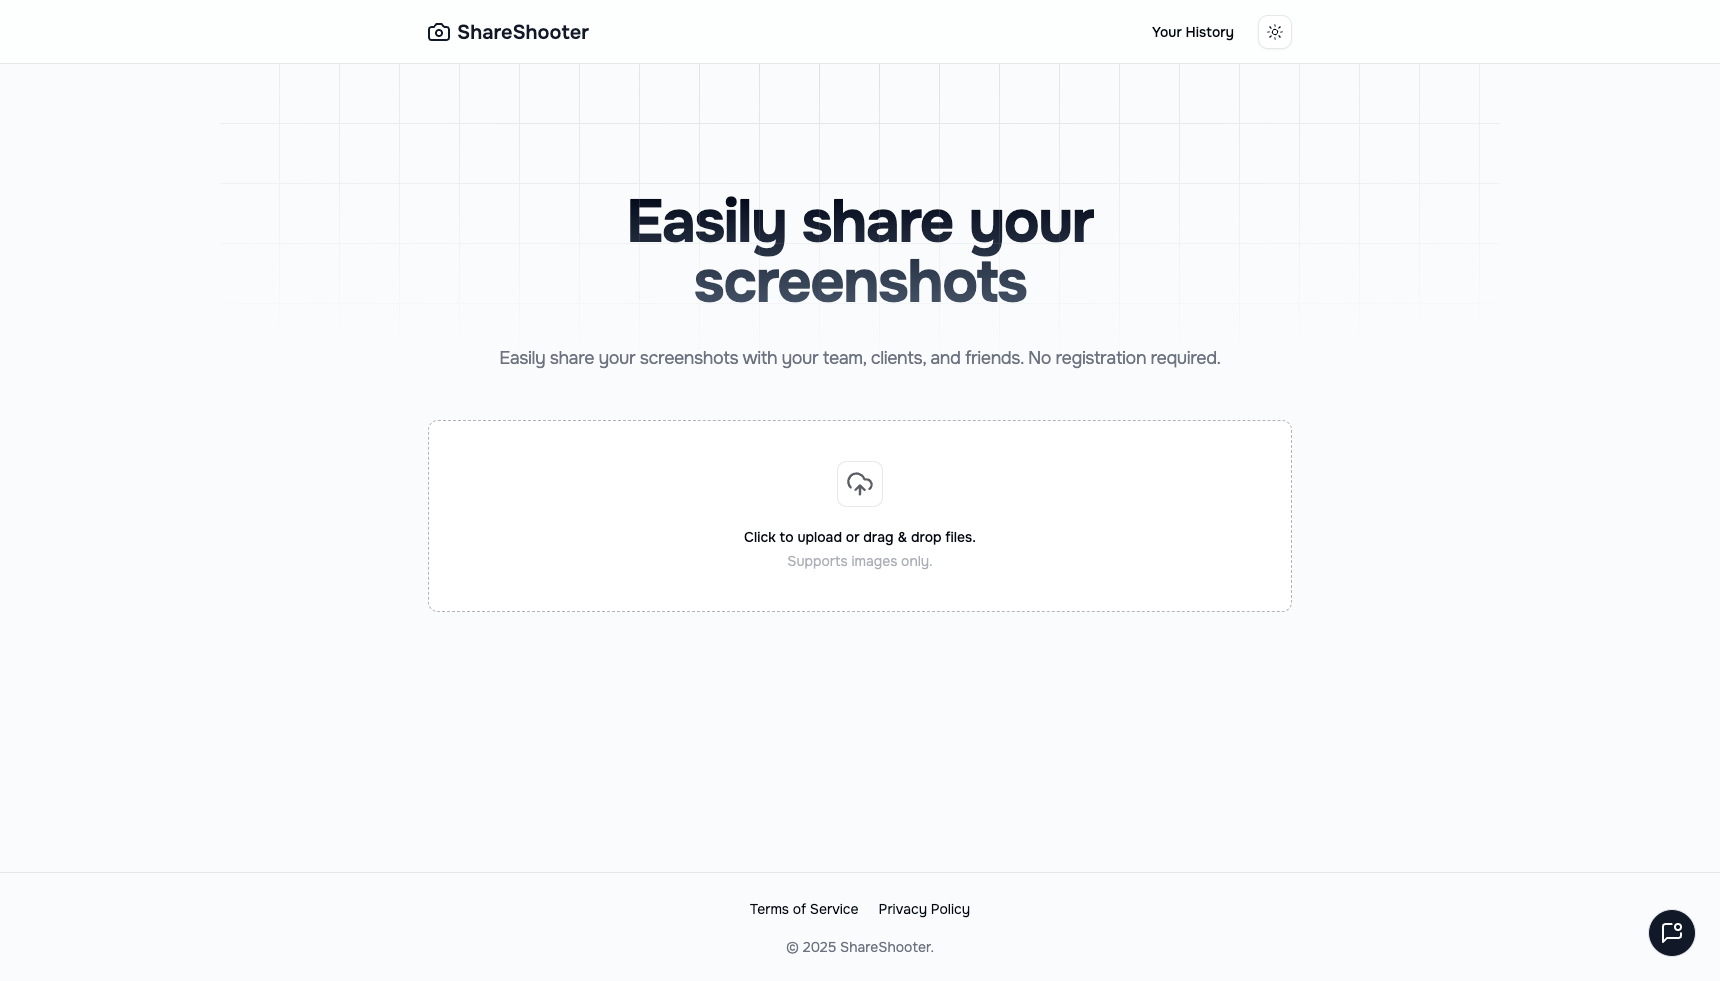 ShareShooter
Your History
Easily share your
screenshots
Easily share your screenshots with your team, clients, and friends. No registration required.
Click to upload or drag & drop files.
Supports images only.
Terms of Service
Privacy Policy
© 2025 ShareShooter.